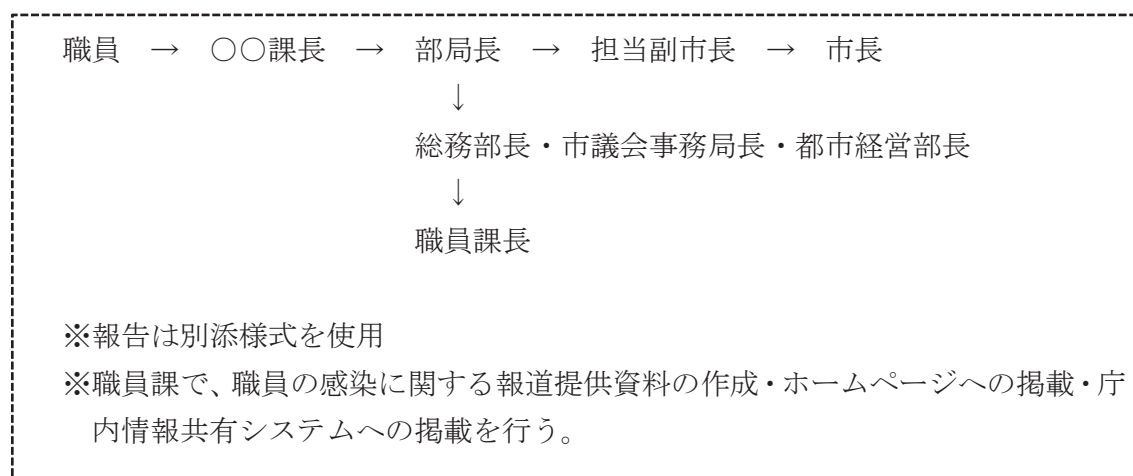 職員 → ○○課長 → 部局長 → 担当副市長 → 市長
↓
総務部長・市議会事務局長・都市経営部長
↓
職員課長
※報告は別添様式を使用
※職員課で、職員の感染に関する報道提供資料の作成・ホームページへの掲載・庁
内情報共有システムへの掲載を行う。